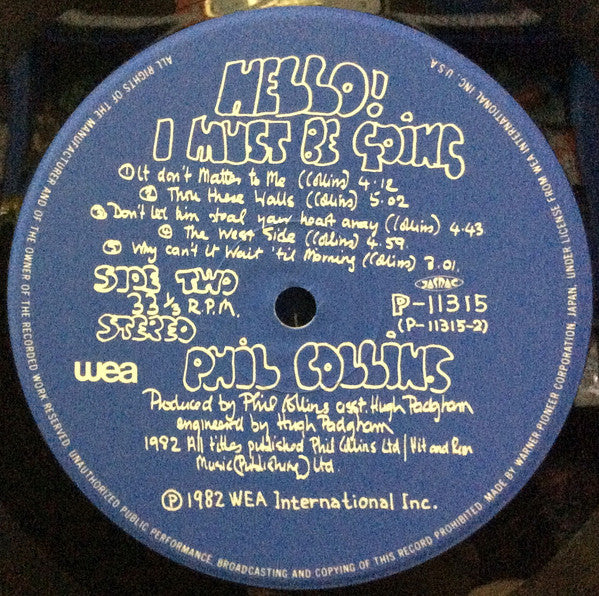 HELLO!
I MUST BE GOING
① It don't Matter to Me (Collins) 4.12
② Thru these Walls (Collins) 5.02
③ Don't let him steal your heart away (Collins) 4.43
④ The West Side (Collins) 4.59
⑤ Why can't it Wait 'til Morning (Collins) 3.01
SIDE TWO
33 1/3 R.P.M.
STEREO
JASRAC
P-11315
(P-11315-2)
wea
PHIL COLLINS
Produced by Phil Collins asst. Hugh Padgham
engineered by Hugh Padgham
1982 All titles published Phil Collins Ltd / Hit and Run
Music (Publishing) Ltd.
Ⓟ 1982 WEA International Inc.
ALL RIGHTS OF THE MANUFACTURER AND OF THE OWNER OF THE RECORDED WORK RESERVED. UNAUTHORIZED PUBLIC PERFORMANCE, BROADCASTING AND COPYING OF THIS RECORD PROHIBITED. MADE BY WARNER-PIONEER CORPORATION, JAPAN, UNDER LICENSE FROM WEA INTERNATIONAL INC., U.S.A.